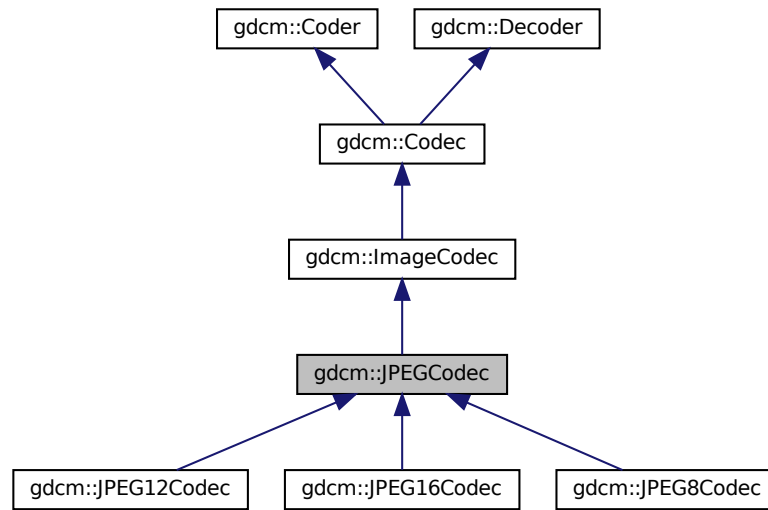 gdcm::Coder
gdcm::Decoder
gdcm::Codec
gdcm::ImageCodec
gdcm::JPEGCodec
gdcm::JPEG12Codec
gdcm::JPEG16Codec
gdcm::JPEG8Codec